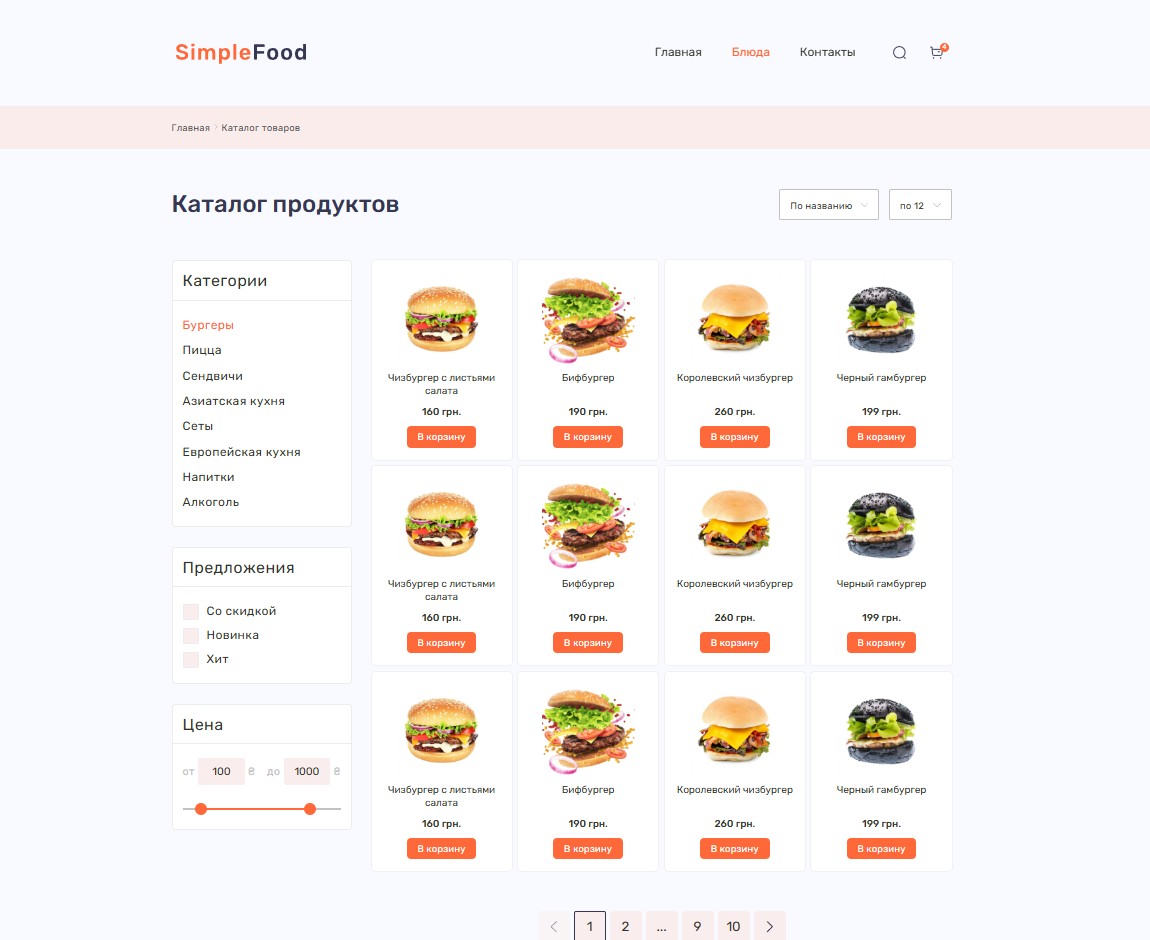 SimpleFood
Главная Блюда Контакты 4
Главная > Каталог товаров
Каталог продуктов
По названию
по 12
Категории
Бургеры
Пицца
Сендвичи
Азиатская кухня
Сеты
Европейская кухня
Напитки
Алкоголь
Предложения
Со скидкой
Новинка
Хит
Цена
от 100 ₴ до 1000 ₴
Чизбургер с листьями
салата
160 грн.
В корзину
Бифбургер
190 грн.
В корзину
Королевский чизбургер
260 грн.
В корзину
Черный гамбургер
199 грн.
В корзину
Чизбургер с листьями
салата
160 грн.
В корзину
Бифбургер
190 грн.
В корзину
Королевский чизбургер
260 грн.
В корзину
Черный гамбургер
199 грн.
В корзину
Чизбургер с листьями
салата
160 грн.
В корзину
Бифбургер
190 грн.
В корзину
Королевский чизбургер
260 грн.
В корзину
Черный гамбургер
199 грн.
В корзину
< 1 2 ... 9 10 >